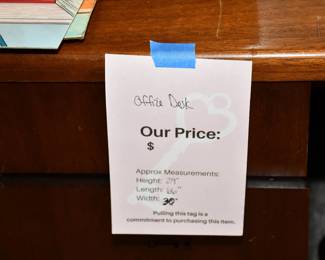 Office Desk
Our Price:
$
Approx Measurements:
Height: 29"
Length: 66"
Width: 30"
Pulling this tag is a
commitment to purchasing this item.